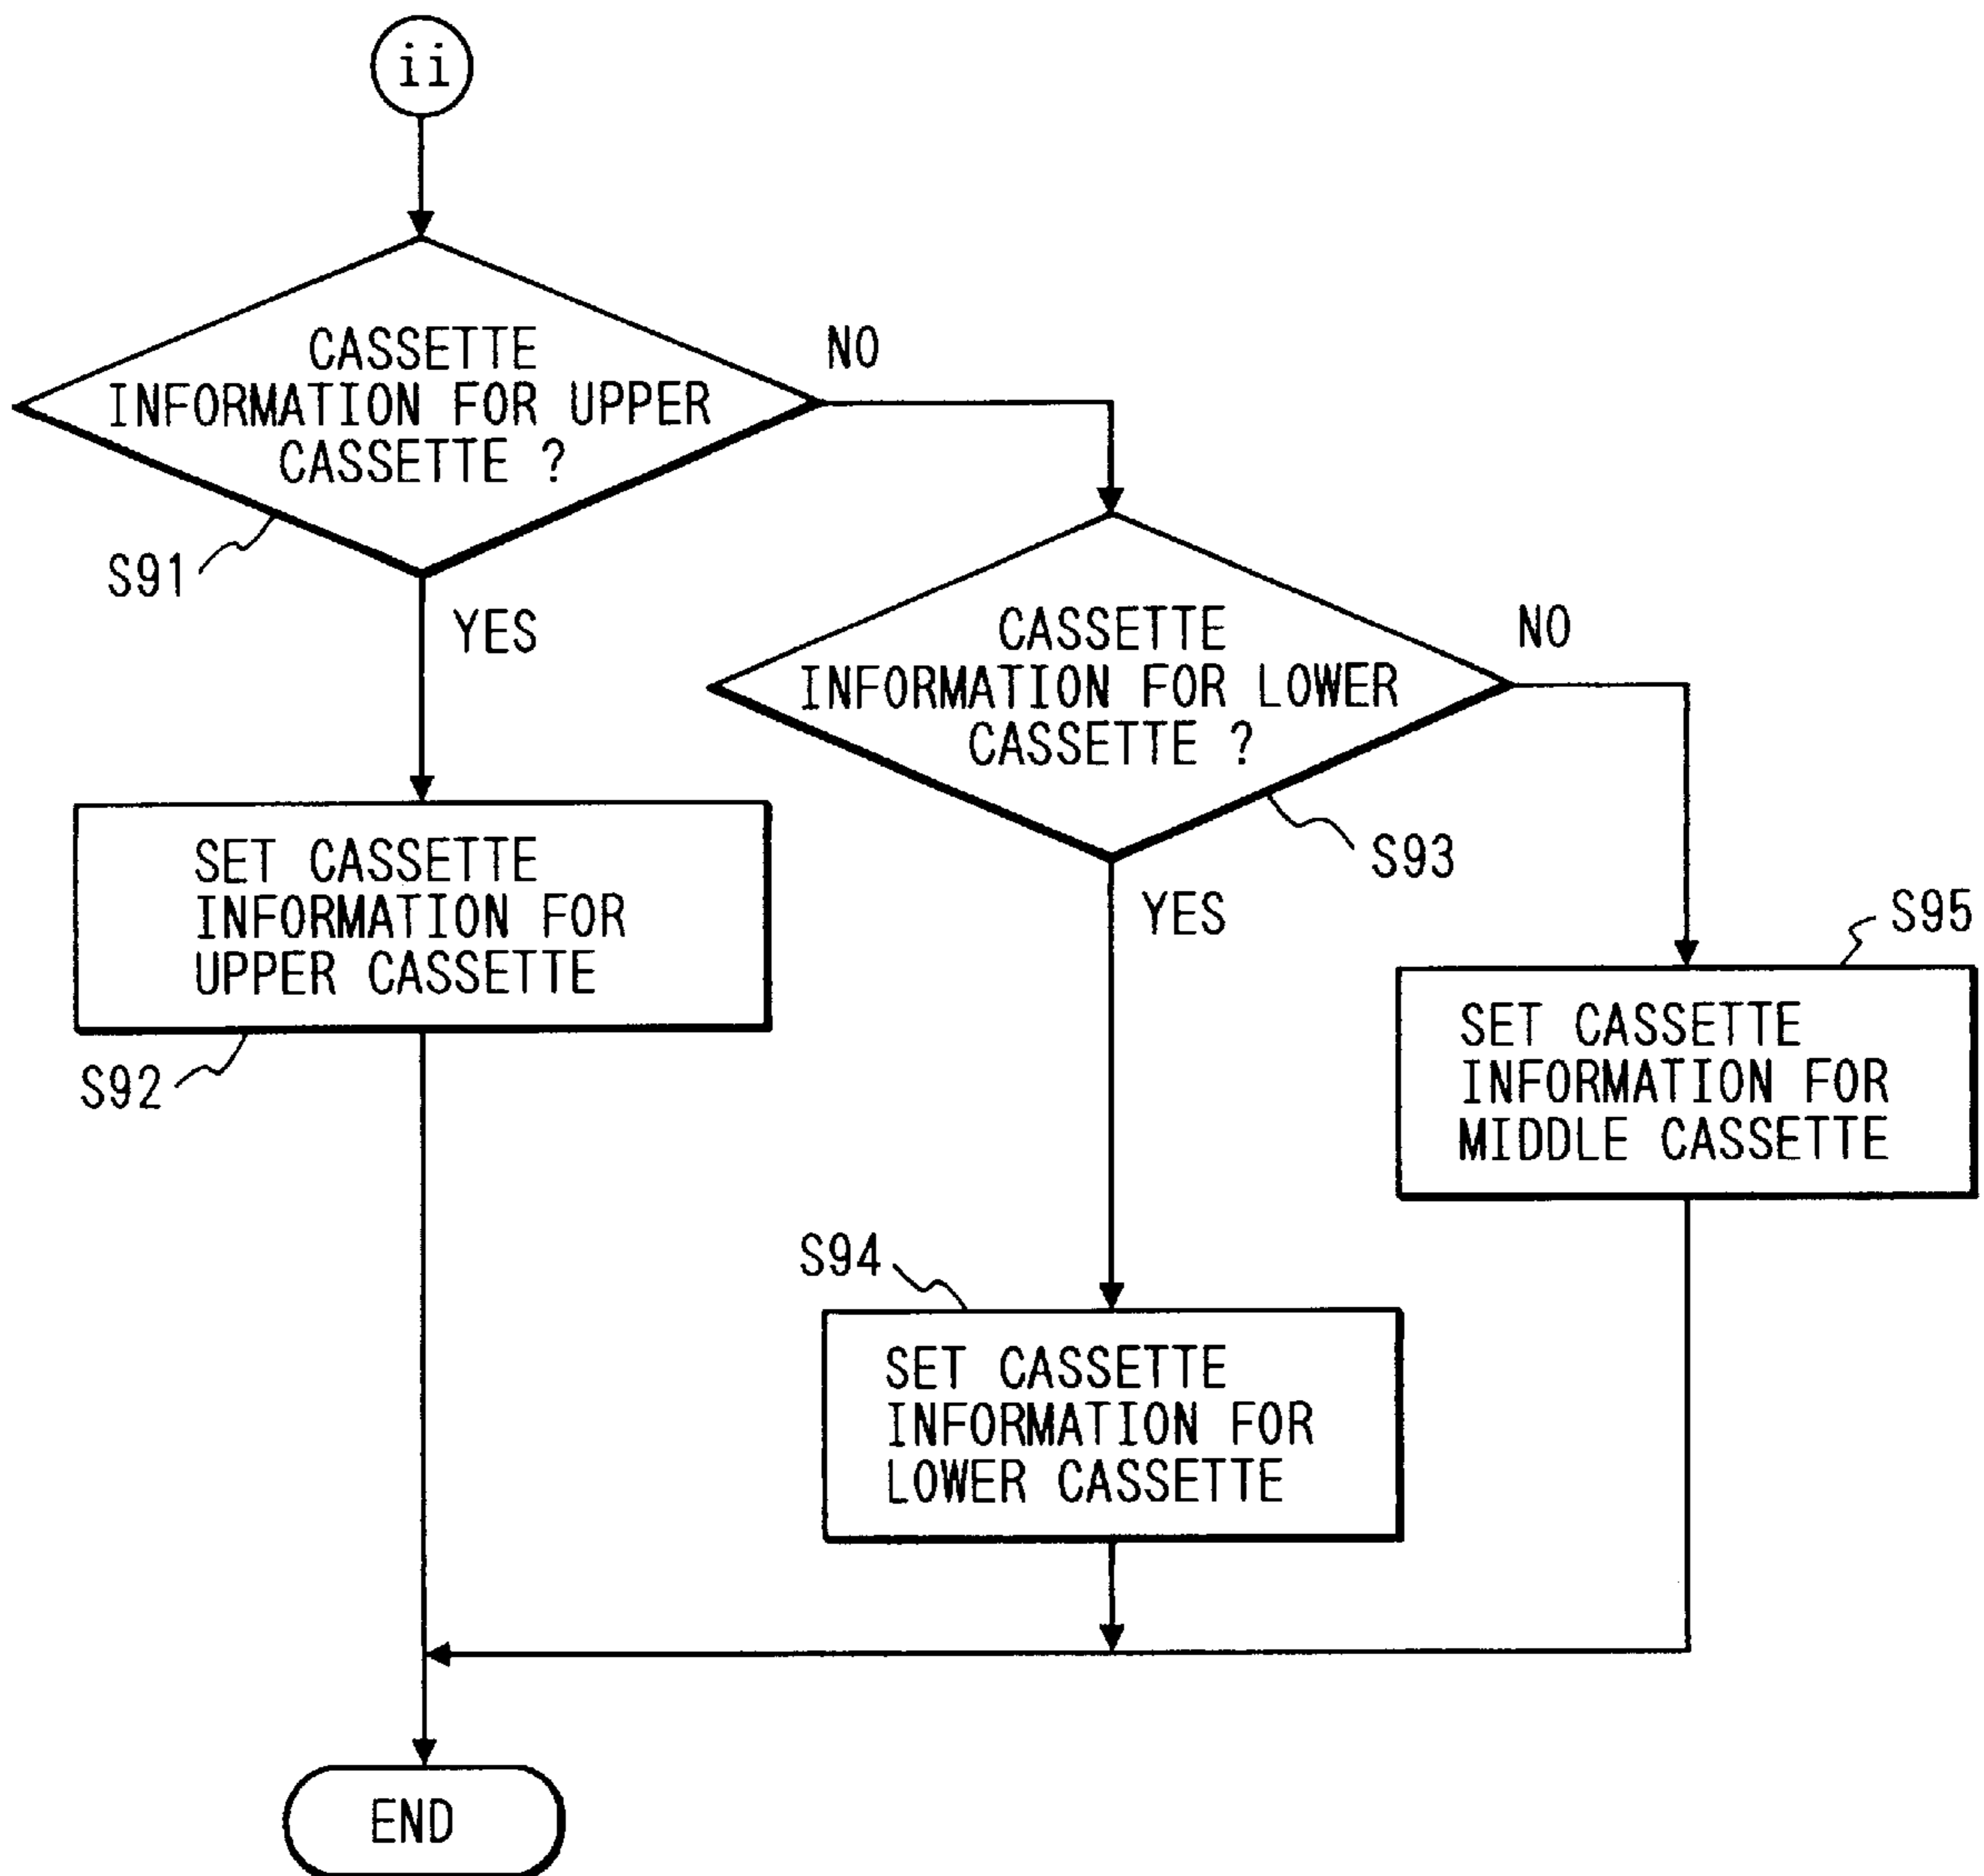 ii
CASSETTE
INFORMATION FOR UPPER
CASSETTE ?
NO
S91
YES
CASSETTE
INFORMATION FOR LOWER
CASSETTE ?
NO
S93
YES
SET CASSETTE
INFORMATION FOR
UPPER CASSETTE
S92
S95
SET CASSETTE
INFORMATION FOR
MIDDLE CASSETTE
S94
SET CASSETTE
INFORMATION FOR
LOWER CASSETTE
END